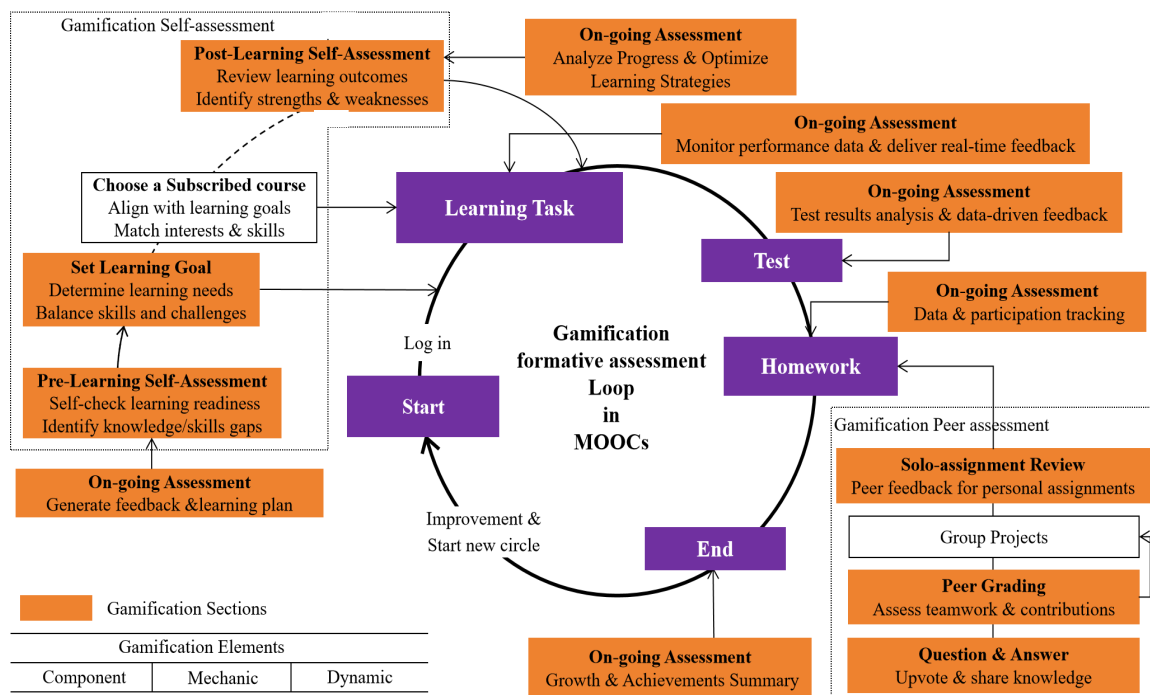 Gamification Self-assessment
Post-Learning Self-Assessment
Review learning outcomes
Identify strengths & weaknesses
On-going Assessment
Analyze Progress & Optimize
Learning Strategies
On-going Assessment
Monitor performance data & deliver real-time feedback
Choose a Subscribed course
Align with learning goals
Match interests & skills
Learning Task
On-going Assessment
Test results analysis & data-driven feedback
Test
Set Learning Goal
Determine learning needs
Balance skills and challenges
On-going Assessment
Data & participation tracking
Log in
Gamification
formative assessment
Loop
in
MOOCs
Homework
Pre-Learning Self-Assessment
Self-check learning readiness
Identify knowledge/skills gaps
Start
Gamification Peer assessment
On-going Assessment
Generate feedback &learning plan
Solo-assignment Review
Peer feedback for personal assignments
Improvement &
Start new circle
End
Group Projects
Peer Grading
Assess teamwork & contributions
Gamification Sections
Gamification Elements
Component
Mechanic
Dynamic
On-going Assessment
Growth & Achievements Summary
Question & Answer
Upvote & share knowledge